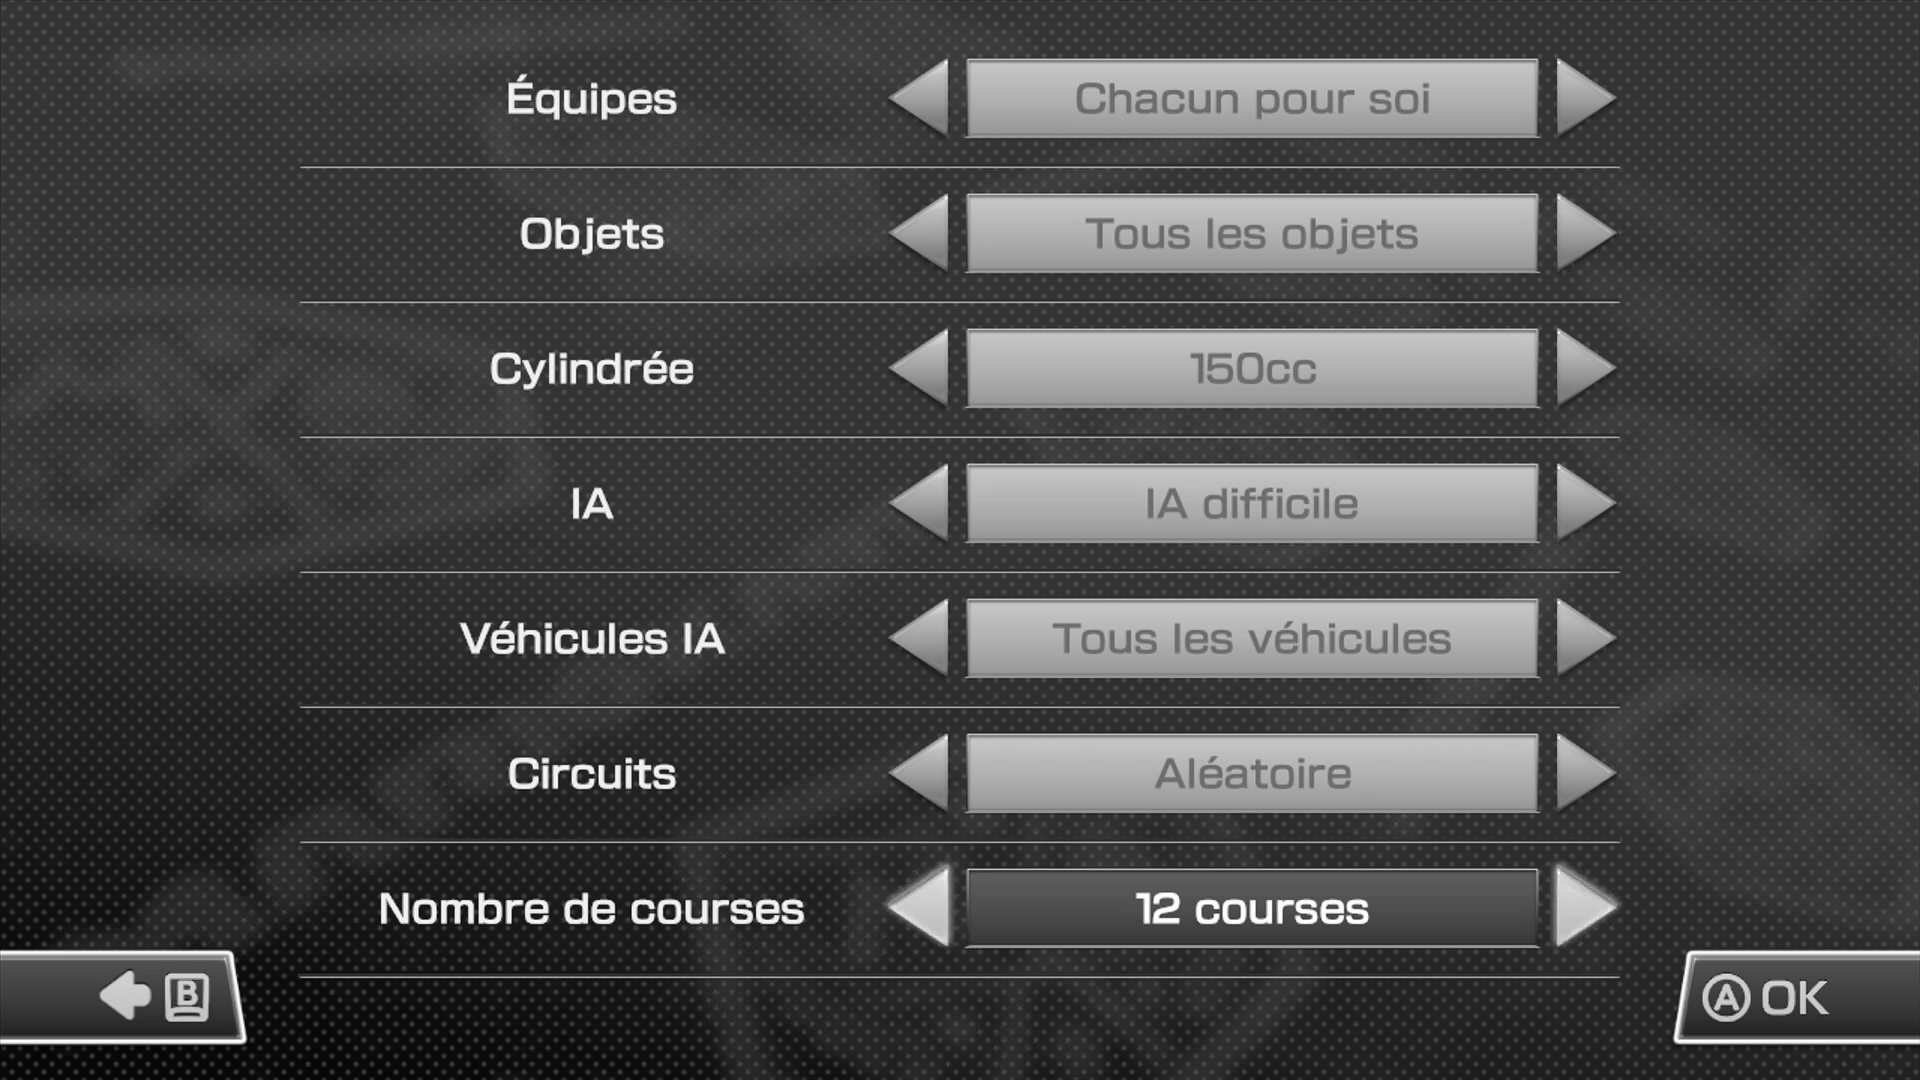 Équipes
Chacun pour soi
Objets
Tous les objets
Cylindrée
150cc
IA
IA difficile
Véhicules IA
Tous les véhicules
Circuits
Aléatoire
Nombre de courses
12 courses
B
A OK